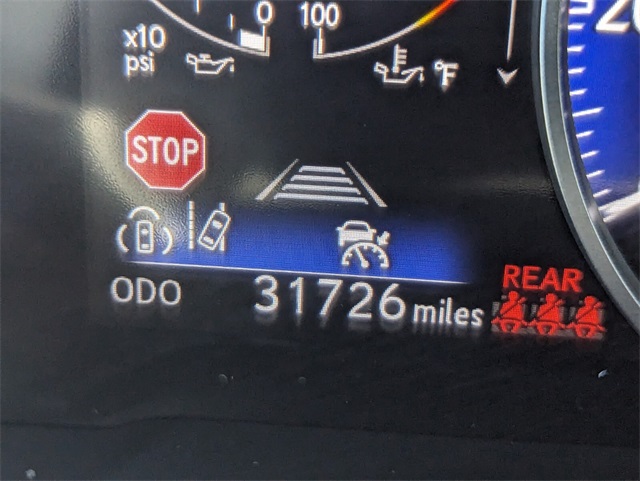 0 100
x10
psi
°F
STOP
REAR
ODO 31726 miles